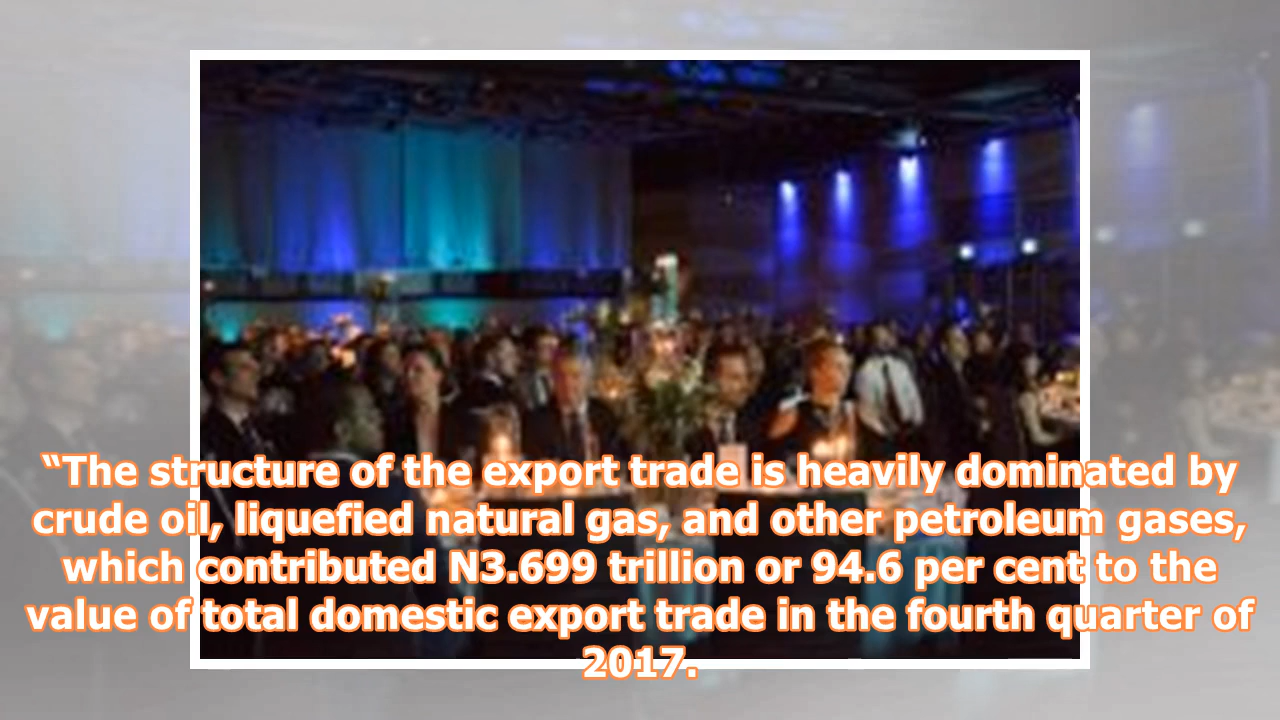 “The structure of the export trade is heavily dominated by
crude oil, liquefied natural gas, and other petroleum gases,
which contributed N3.699 trillion or 94.6 per cent to the
value of total domestic export trade in the fourth quarter of
2017.